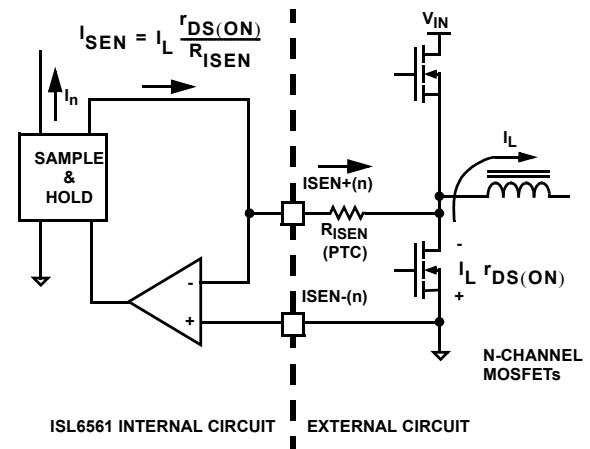 I_SEN = I_L r_DS(ON) / R_ISEN
V_IN
I_n
SAMPLE
&
HOLD
I_L
ISEN+(n)
R_ISEN
(PTC)
-
I_L r_DS(ON)
+
-
+
ISEN-(n)
N-CHANNEL
MOSFETs
ISL6561 INTERNAL CIRCUIT
EXTERNAL CIRCUIT